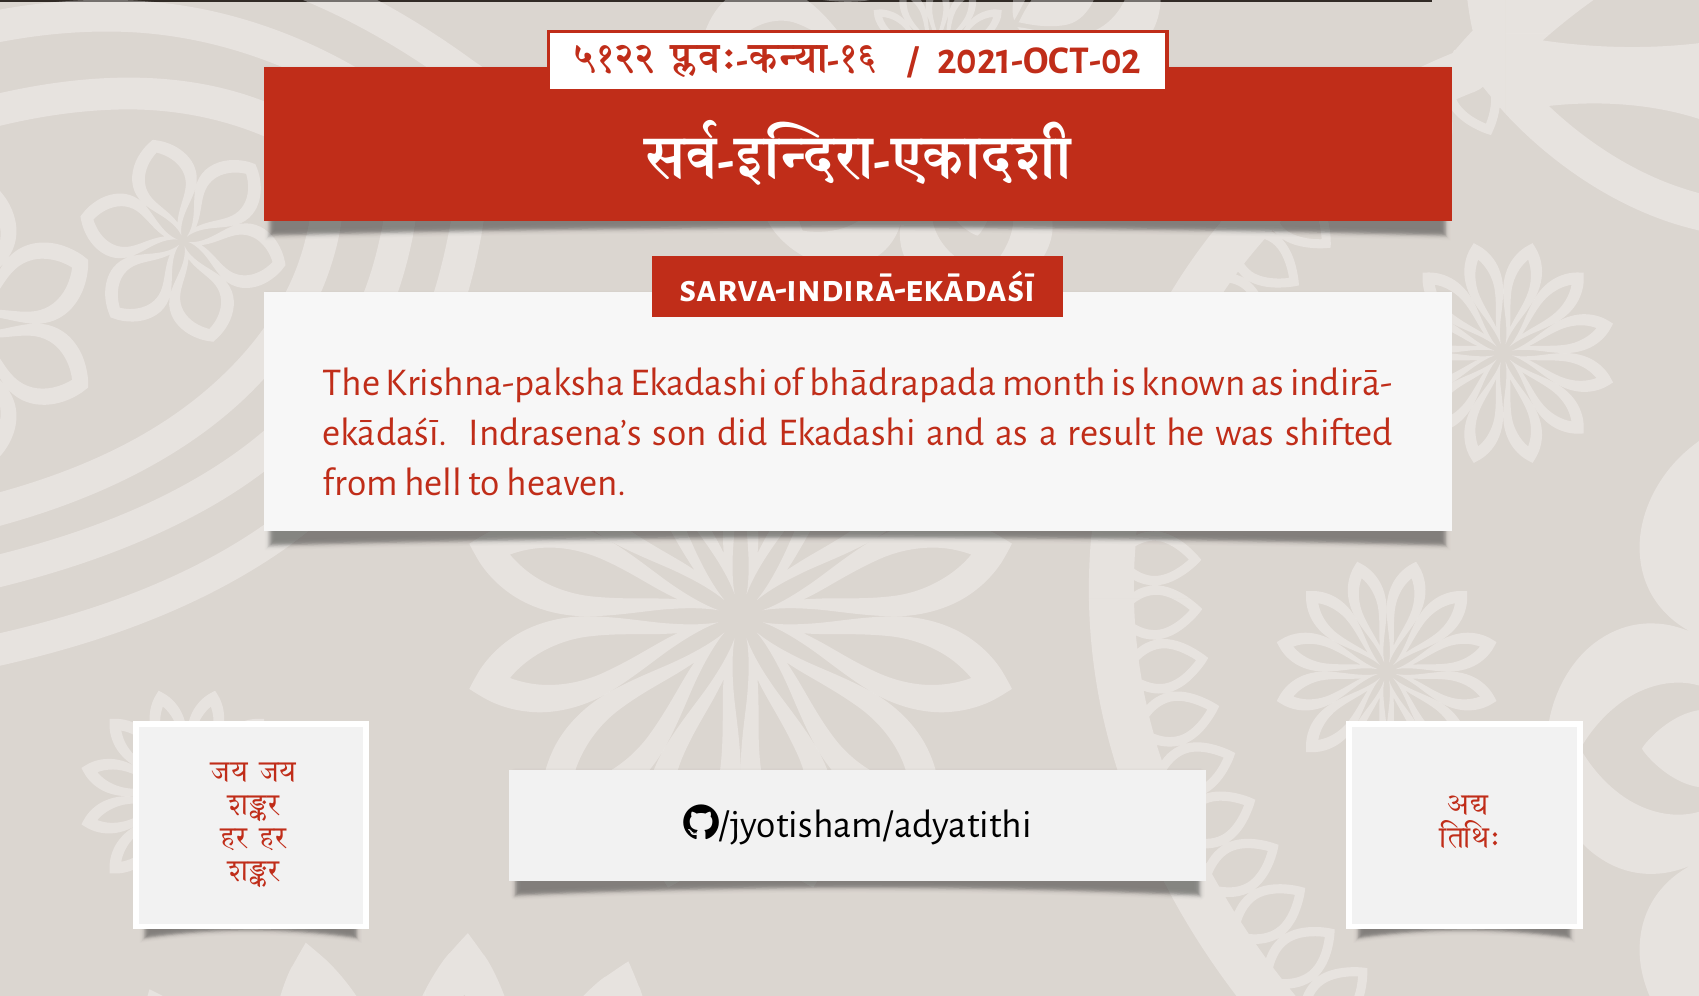 ५१२२ प्लवः-कन्या-१६ / 2021-OCT-02
सर्व-इन्दिरा-एकादशी
SARVA-INDIRĀ-EKĀDAŚĪ
The Krishna-paksha Ekadashi of bhādrapada month is known as indirā-
ekādaśī. Indrasena’s son did Ekadashi and as a result he was shifted
from hell to heaven.
जय जय
शङ्कर
हर हर
शङ्कर
/jyotisham/adyatithi
अद्य
तिथिः